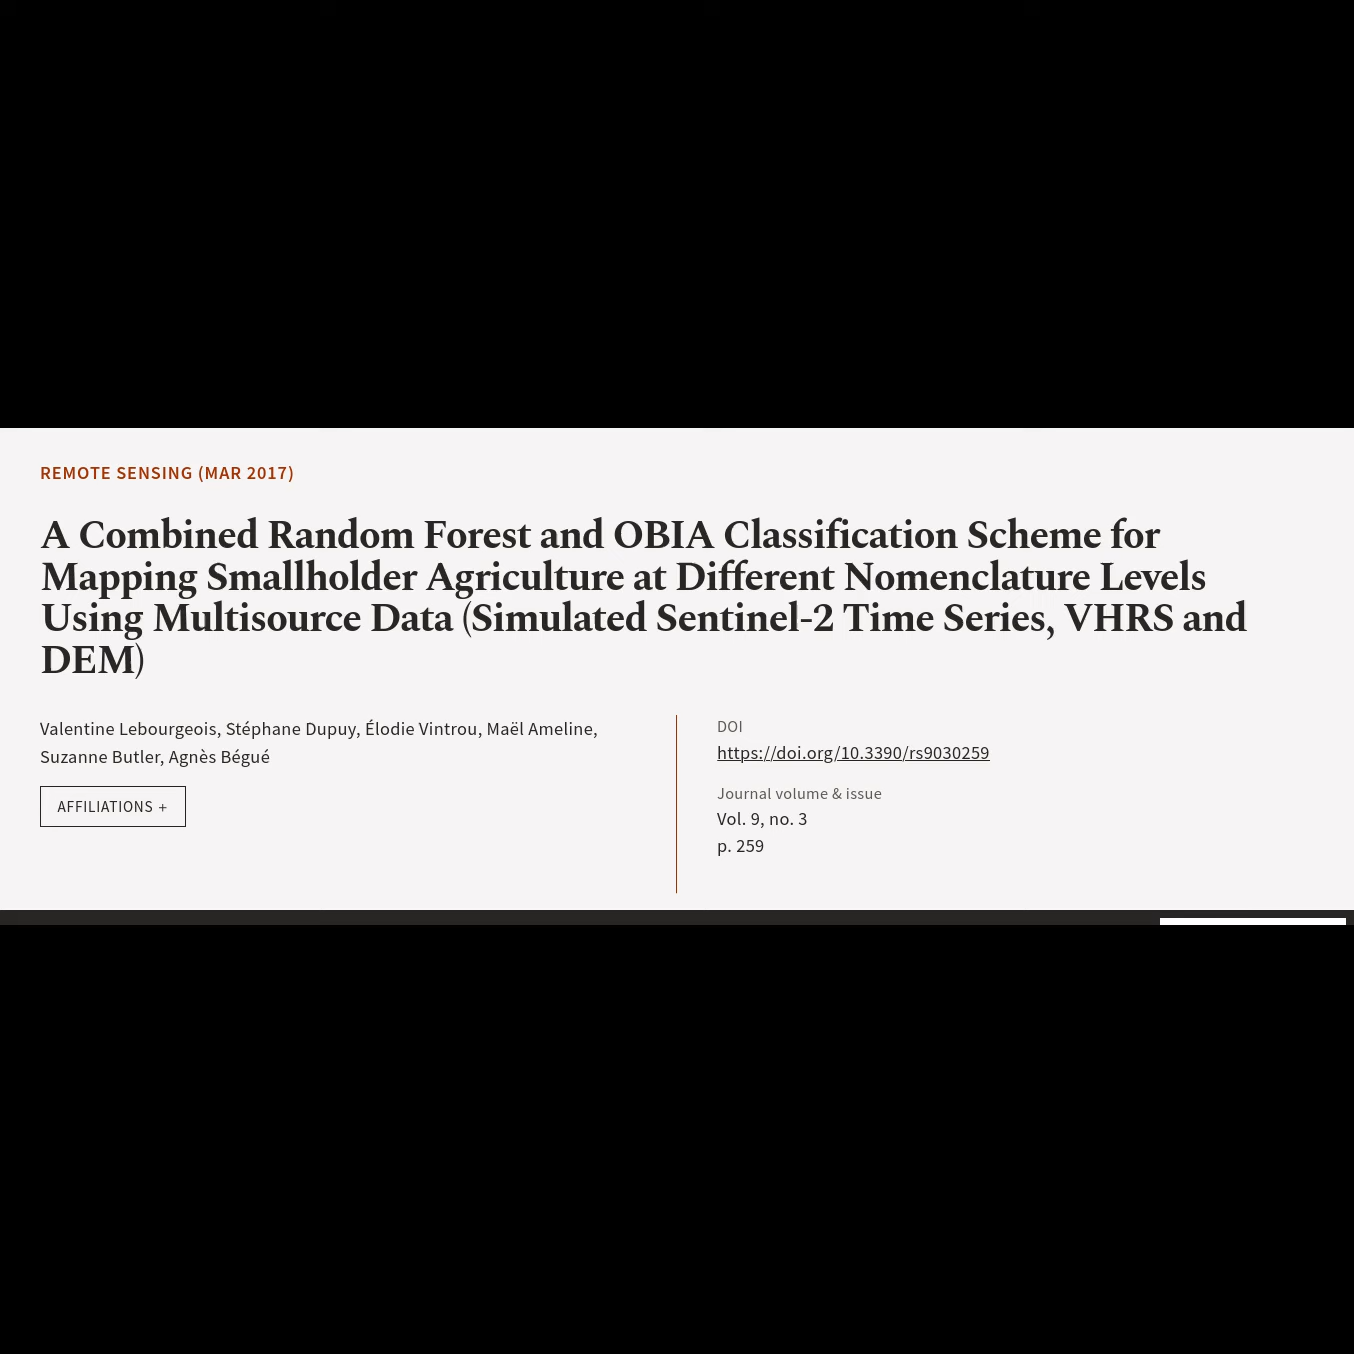 REMOTE SENSING (MAR 2017)
A Combined Random Forest and OBIA Classification Scheme for
Mapping Smallholder Agriculture at Different Nomenclature Levels
Using Multisource Data (Simulated Sentinel-2 Time Series, VHRS and
DEM)
Valentine Lebourgeois, Stéphane Dupuy, Élodie Vintrou, Maël Ameline,
Suzanne Butler, Agnès Bégué
AFFILIATIONS +
DOI
https://doi.org/10.3390/rs9030259
Journal volume & issue
Vol. 9, no. 3
p. 259